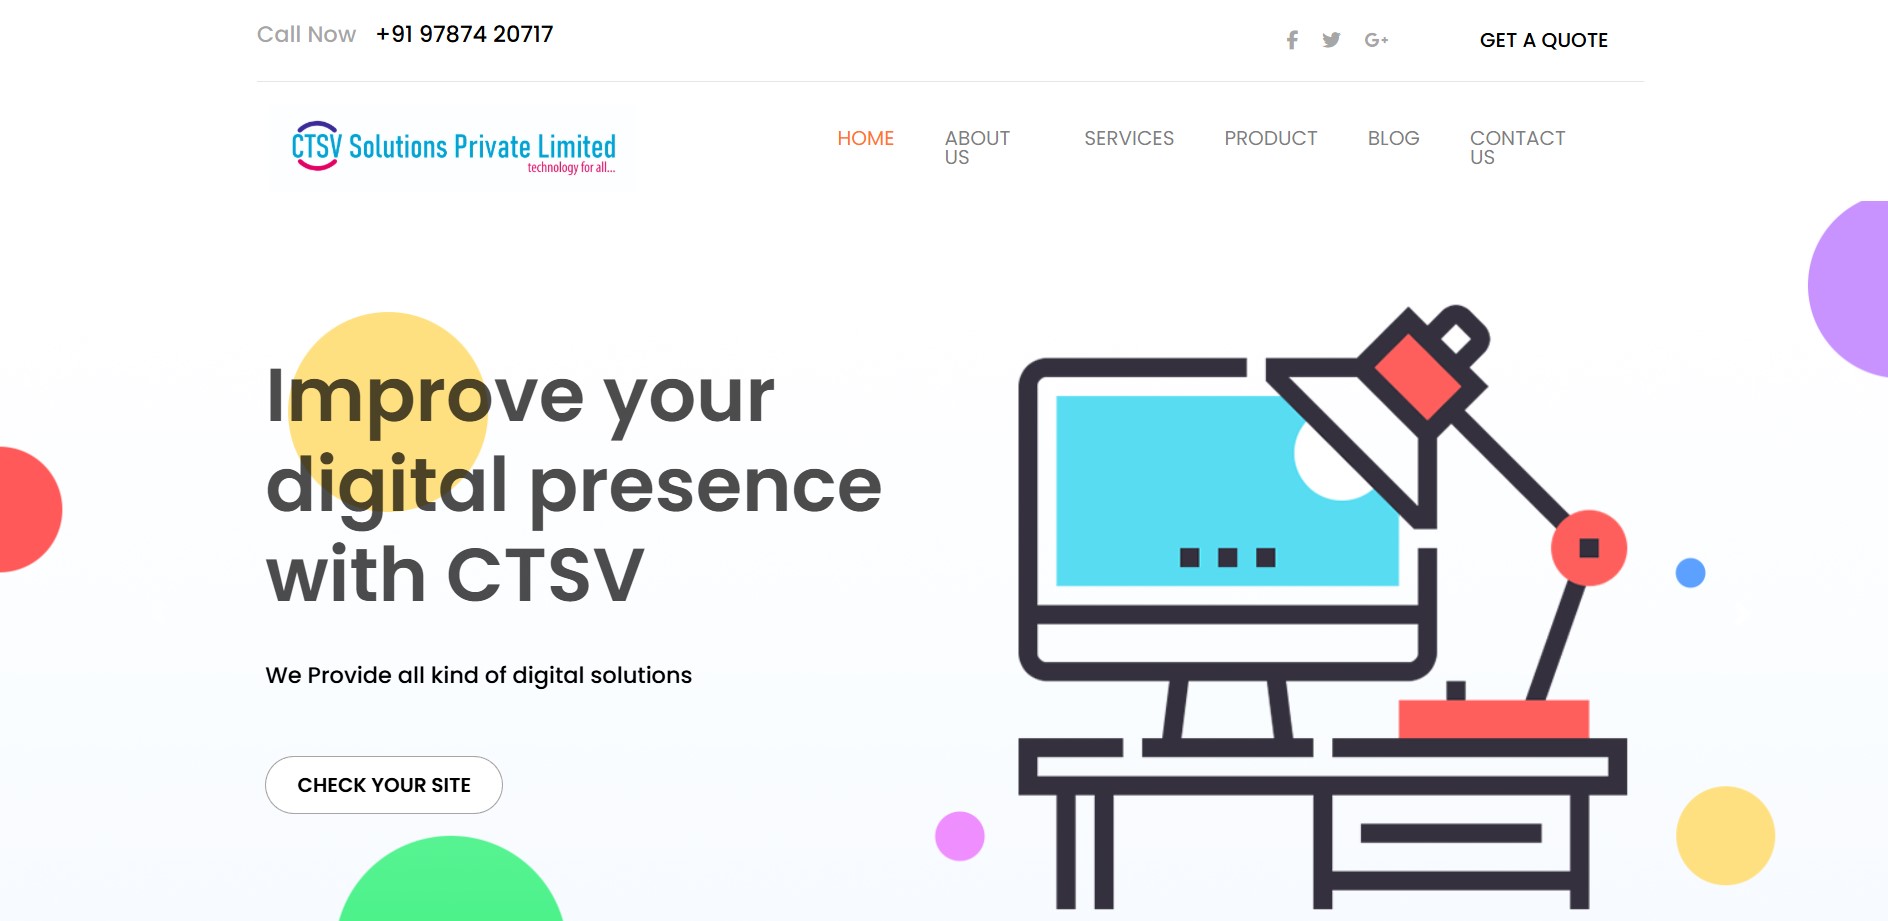 Call Now +91 97874 20717
GET A QUOTE
CTSV Solutions Private Limited
technology for all...
HOME ABOUT US SERVICES PRODUCT BLOG CONTACT US
Improve your
digital presence
with CTSV
We Provide all kind of digital solutions
CHECK YOUR SITE